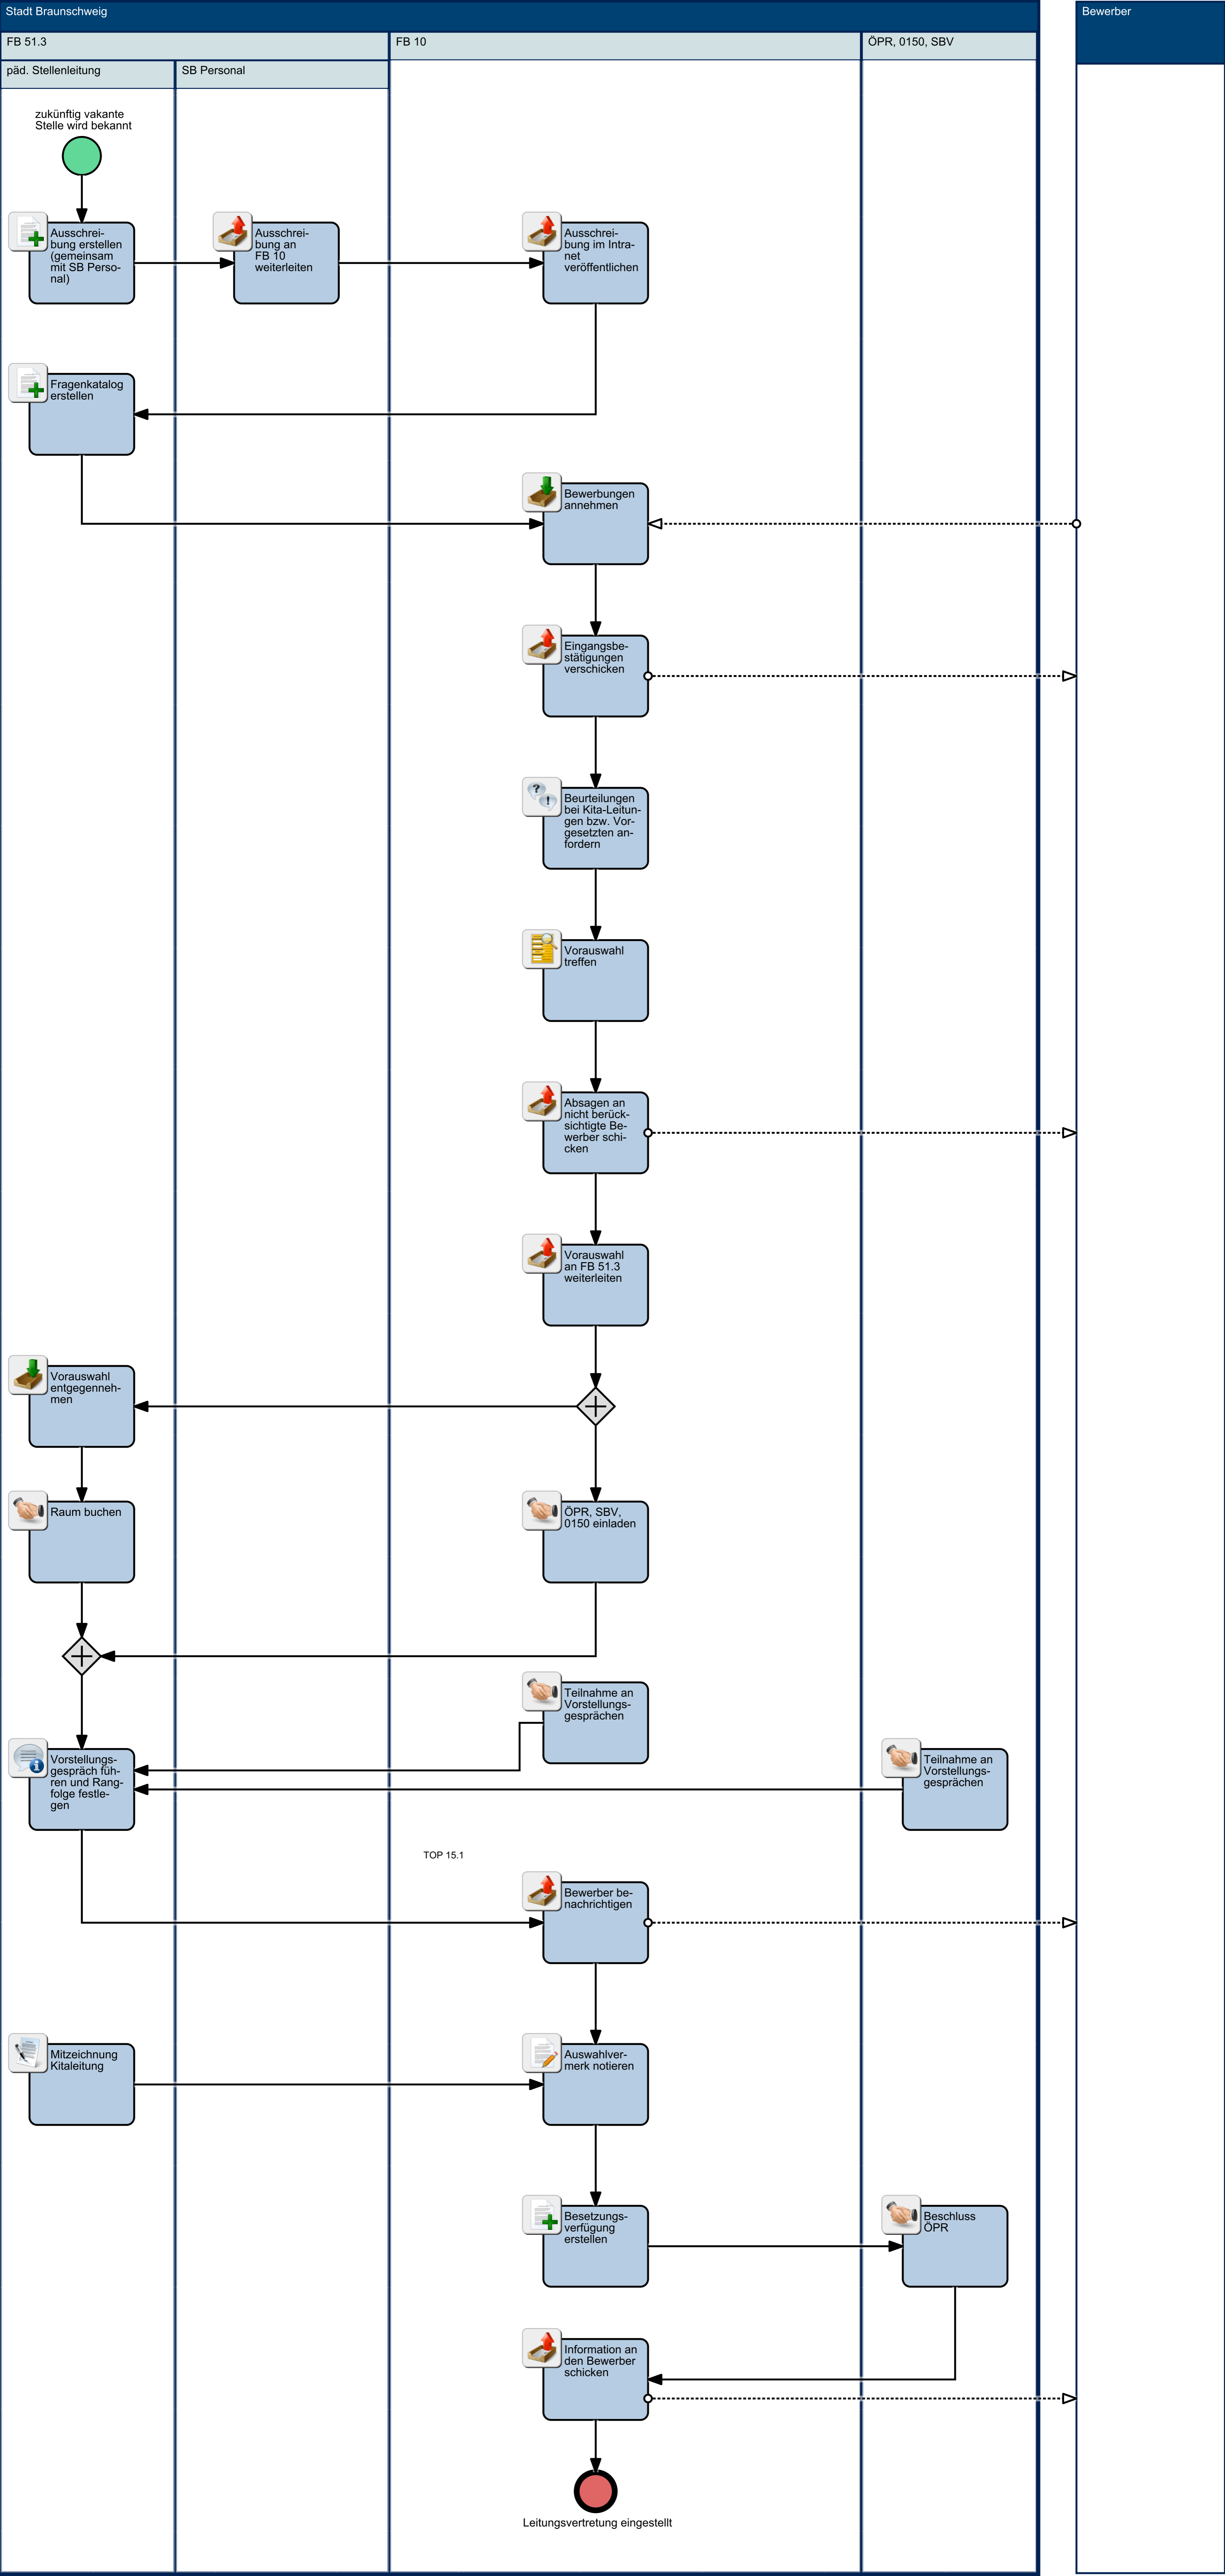 Stadt Braunschweig
Bewerber
FB 51.3
FB 10
ÖPR, 0150, SBV
päd. Stellenleitung
SB Personal
zukünftig vakante
Stelle wird bekannt
Ausschrei-
bung erstellen
(gemeinsam
mit SB Perso-
nal)
Ausschrei-
bung an
FB 10
weiterleiten
Ausschrei-
bung im Intra-
net
veröffentlichen
Fragenkatalog
erstellen
Bewerbungen
annehmen
Eingangsbe-
stätigungen
verschicken
Beurteilungen
bei Kita-Leitun-
gen bzw. Vor-
gesetzten an-
fordern
Vorauswahl
treffen
Absagen an
nicht berück-
sichtigte Be-
werber schi-
cken
Vorauswahl
an FB 51.3
weiterleiten
Vorauswahl
entgegenneh-
men
Raum buchen
ÖPR, SBV,
0150 einladen
Teilnahme an
Vorstellungs-
gesprächen
Vorstellungs-
gespräch füh-
ren und Rang-
folge festle-
gen
Teilnahme an
Vorstellungs-
gesprächen
TOP 15.1
Bewerber be-
nachrichtigen
Mitzeichnung
Kitaleitung
Auswahlver-
merk notieren
Besetzungs-
verfügung
erstellen
Beschluss
ÖPR
Information an
den Bewerber
schicken
Leitungsvertretung eingestellt